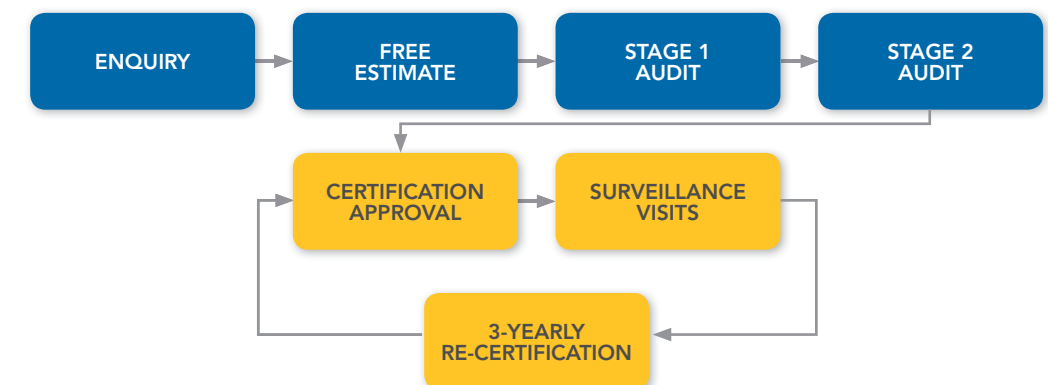 ENQUIRY
FREE
ESTIMATE
STAGE 1
AUDIT
STAGE 2
AUDIT
CERTIFICATION
APPROVAL
SURVEILLANCE
VISITS
3-YEARLY
RE-CERTIFICATION